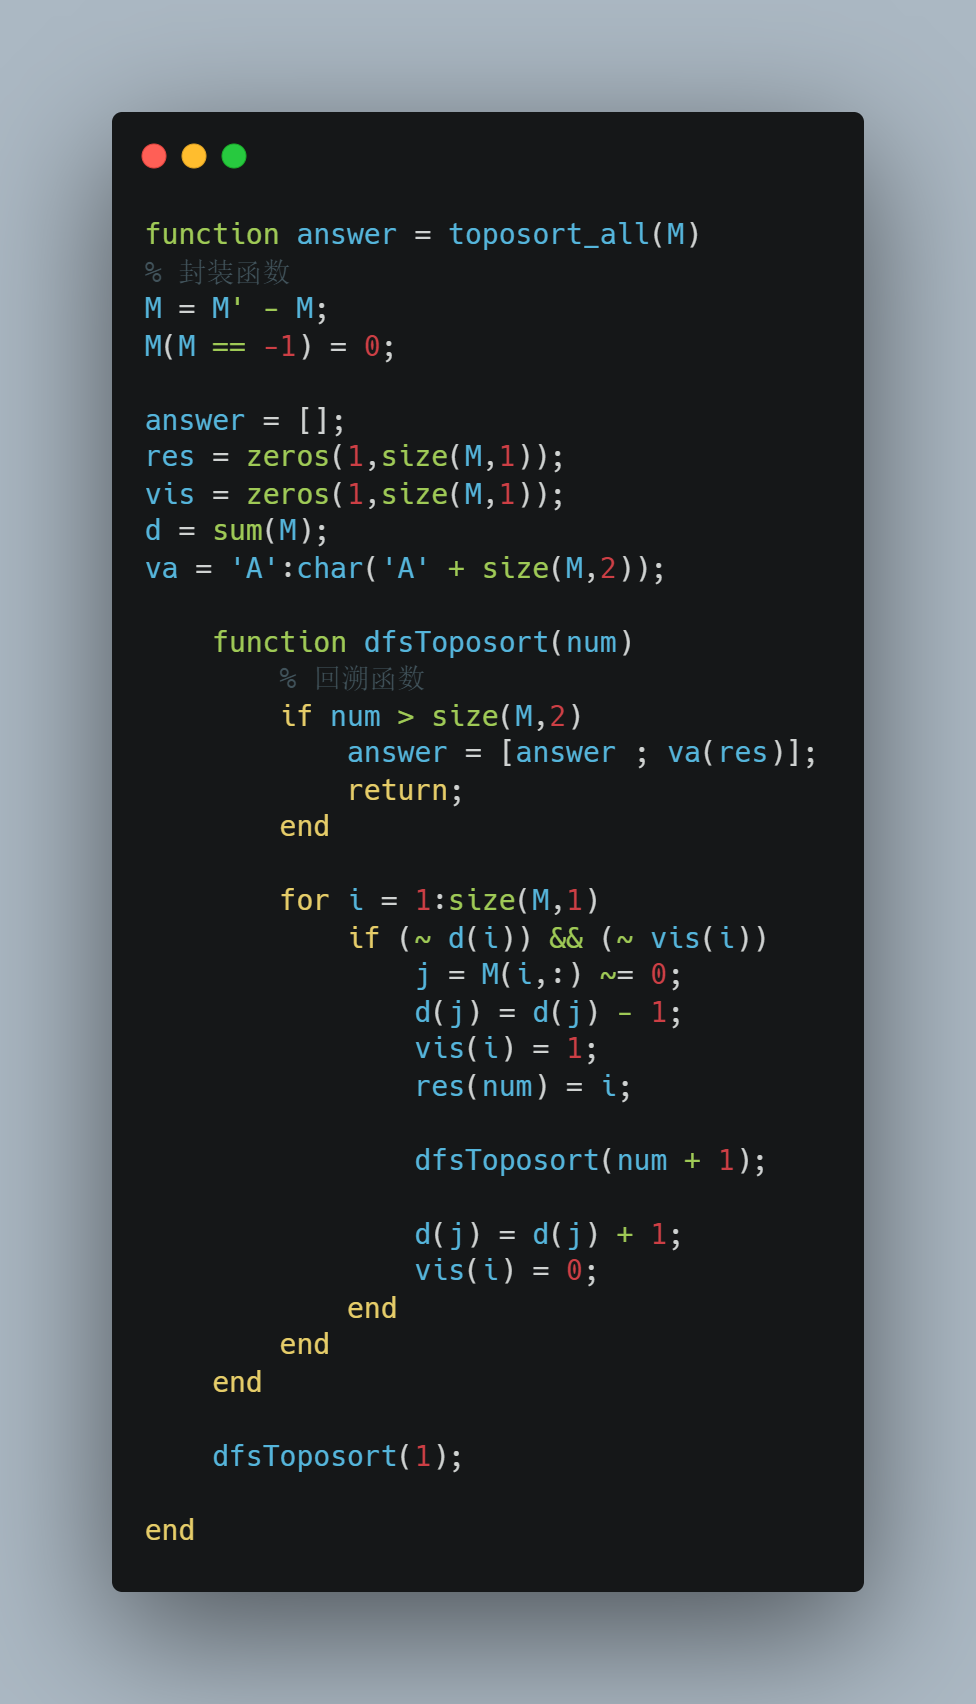 function answer = toposort_all(M)
% 封装函数
M = M' - M;
M(M == -1) = 0;
answer = [];
res = zeros(1,size(M,1));
vis = zeros(1,size(M,1));
d = sum(M);
va = 'A':char('A' + size(M,2));
function dfsToposort(num)
% 回溯函数
if num > size(M,2)
answer = [answer ; va(res)];
return;
end
for i = 1:size(M,1)
if (~ d(i)) && (~ vis(i))
j = M(i,:) ~= 0;
d(j) = d(j) - 1;
vis(i) = 1;
res(num) = i;
dfsToposort(num + 1);
d(j) = d(j) + 1;
vis(i) = 0;
end
end
end
dfsToposort(1);
end